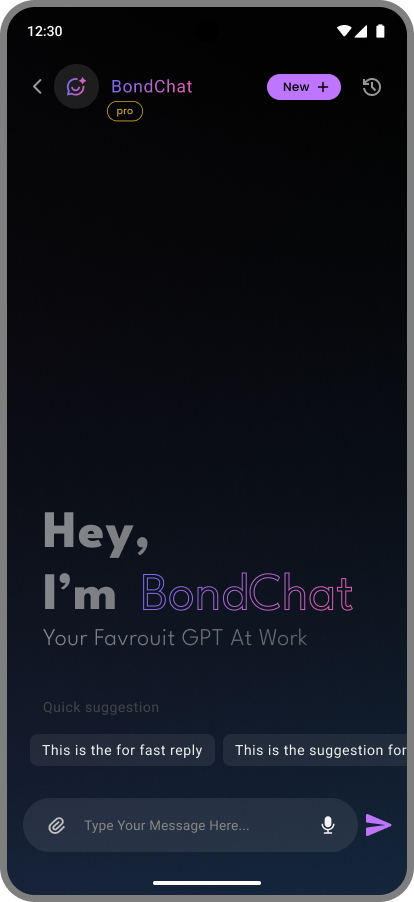 12:30
BondChat
New +
pro
Hey,
I'm BondChat
Your Favrouit GPT At Work
Quick suggestion
This is the for fast reply
This is the suggestion for
Type Your Message Here...